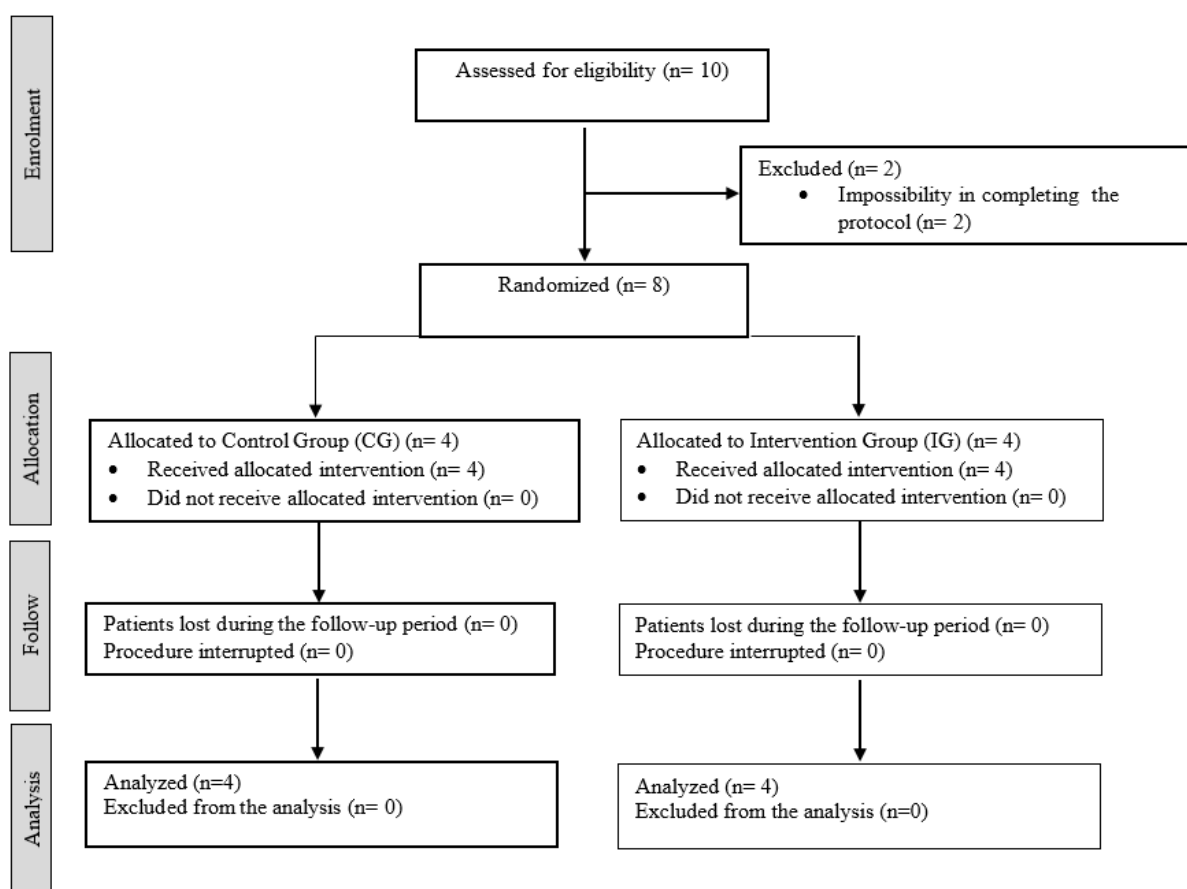 Enrolment
Assessed for eligibility (n= 10)
Excluded (n= 2)
• Impossibility in completing the
protocol (n= 2)
Randomized (n= 8)
Allocation
Allocated to Control Group (CG) (n= 4)
• Received allocated intervention (n= 4)
• Did not receive allocated intervention (n= 0)
Allocated to Intervention Group (IG) (n= 4)
• Received allocated intervention (n= 4)
• Did not receive allocated intervention (n= 0)
Follow
Patients lost during the follow-up period (n= 0)
Procedure interrupted (n= 0)
Patients lost during the follow-up period (n= 0)
Procedure interrupted (n= 0)
Analysis
Analyzed (n=4)
Excluded from the analysis (n= 0)
Analyzed (n= 4)
Excluded from the analysis (n=0)